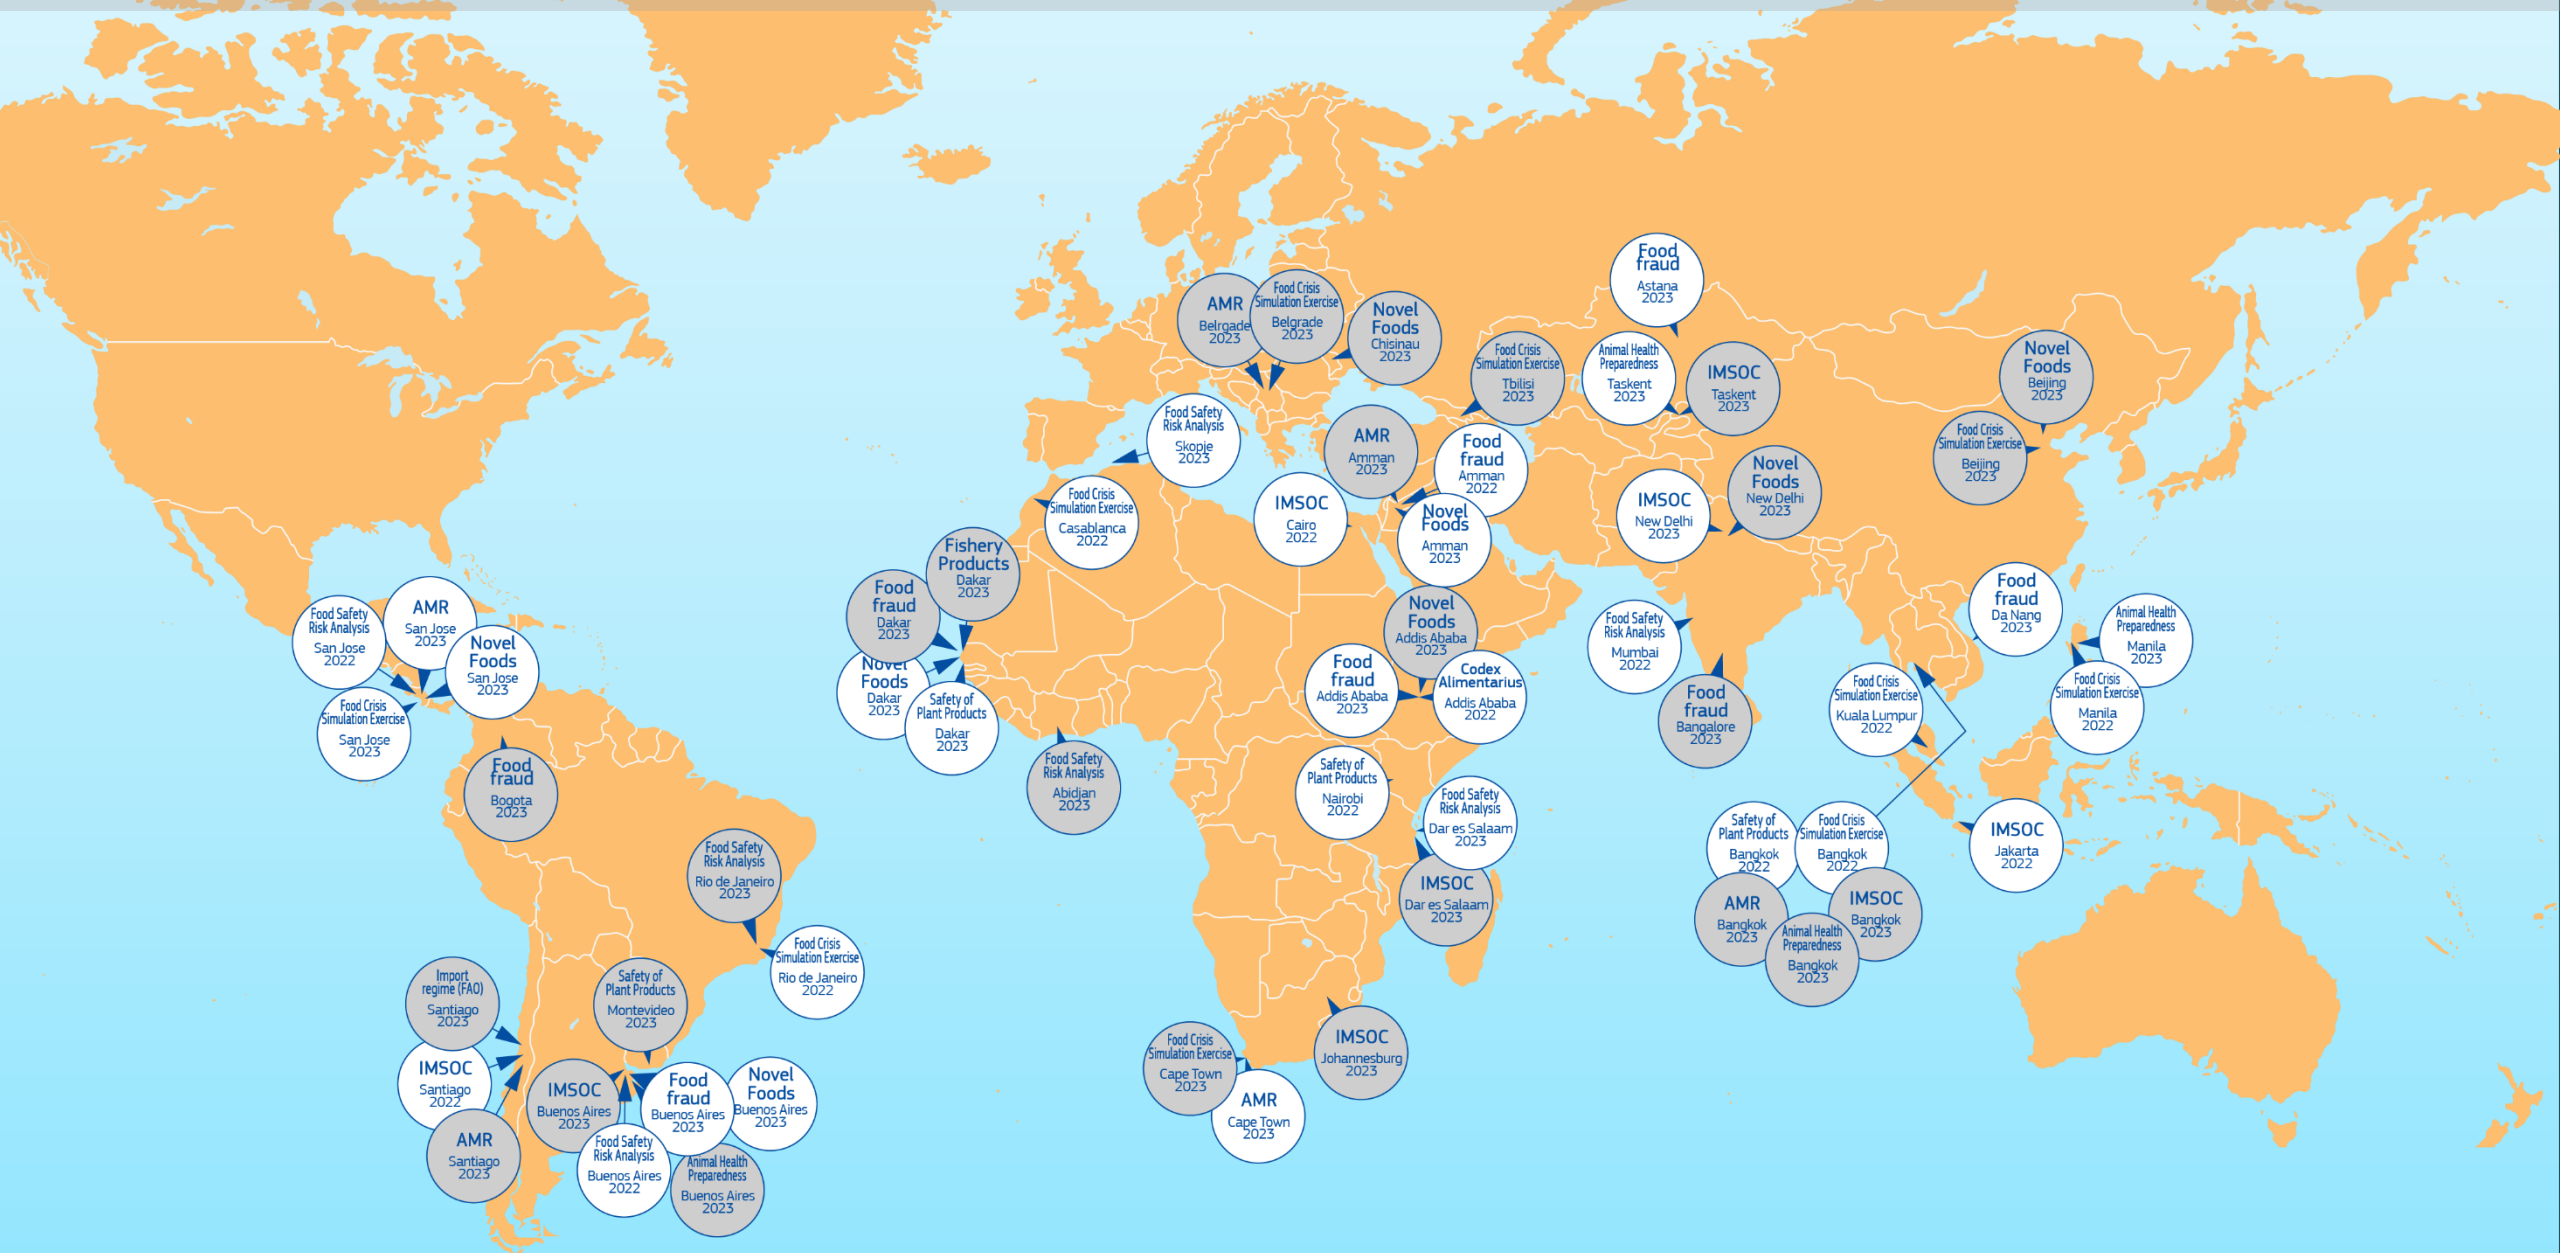 Food
fraud
Astana
2023
AMR
Belrgade
2023
Food Crisis
Simulation Exercise
Belgrade
2023
Novel
Foods
Chisinau
2023
Food Crisis
Simulation Exercise
Tbilisi
2023
Animal Health
Preparedness
Taskent
2023
IMSOC
Taskent
2023
Novel
Foods
Beijing
2023
Food Crisis
Simulation Exercise
Beijing
2023
Food Safety
Risk Analysis
Skopje
2023
AMR
Amman
2023
Food
fraud
Amman
2022
Novel
Foods
Amman
2023
IMSOC
Cairo
2022
IMSOC
New Delhi
2023
Novel
Foods
New Delhi
2023
Food Crisis
Simulation Exercise
Casablanca
2022
Fishery
Products
Dakar
2023
Food
fraud
Dakar
2023
Novel
Foods
Dakar
2023
Safety of
Plant Products
Dakar
2023
Food Safety
Risk Analysis
San Jose
2022
AMR
San Jose
2023
Novel
Foods
San Jose
2023
Food Crisis
Simulation Exercise
San Jose
2023
Food
fraud
Bogota
2023
Food Safety
Risk Analysis
Abidjan
2023
Novel
Foods
Addis Ababa
2023
Food
fraud
Addis Ababa
2023
Codex
Alimentarius
Addis Ababa
2022
Safety of
Plant Products
Nairobi
2022
Food Safety
Risk Analysis
Dar es Salaam
2023
IMSOC
Dar es Salaam
2023
Food Safety
Risk Analysis
Mumbai
2022
Food
fraud
Bangalore
2023
Food
fraud
Da Nang
2023
Animal Health
Preparedness
Manila
2023
Food Crisis
Simulation Exercise
Manila
2022
Food Crisis
Simulation Exercise
Kuala Lumpur
2022
Safety of
Plant Products
Bangkok
2022
Food Crisis
Simulation Exercise
Bangkok
2022
AMR
Bangkok
2023
Animal Health
Preparedness
Bangkok
2023
IMSOC
Bangkok
2023
IMSOC
Jakarta
2022
Food Safety
Risk Analysis
Rio de Janeiro
2023
Food Crisis
Simulation Exercise
Rio de Janeiro
2022
Import
regime (FAO)
Santiago
2023
IMSOC
Santiago
2022
AMR
Santiago
2023
Safety of
Plant Products
Montevideo
2023
IMSOC
Buenos Aires
2023
Food
fraud
Buenos Aires
2023
Novel
Foods
Buenos Aires
2023
Food Safety
Risk Analysis
Buenos Aires
2022
Animal Health
Preparedness
Buenos Aires
2023
Food Crisis
Simulation Exercise
Cape Town
2023
AMR
Cape Town
2023
IMSOC
Johannesburg
2023